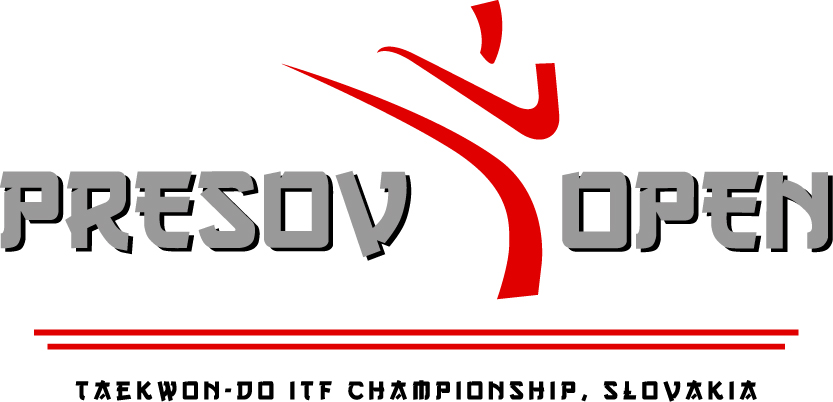 PRESOV OPEN
TAEKWON-DO ITF CHAMPIONSHIP, SLOVAKIA